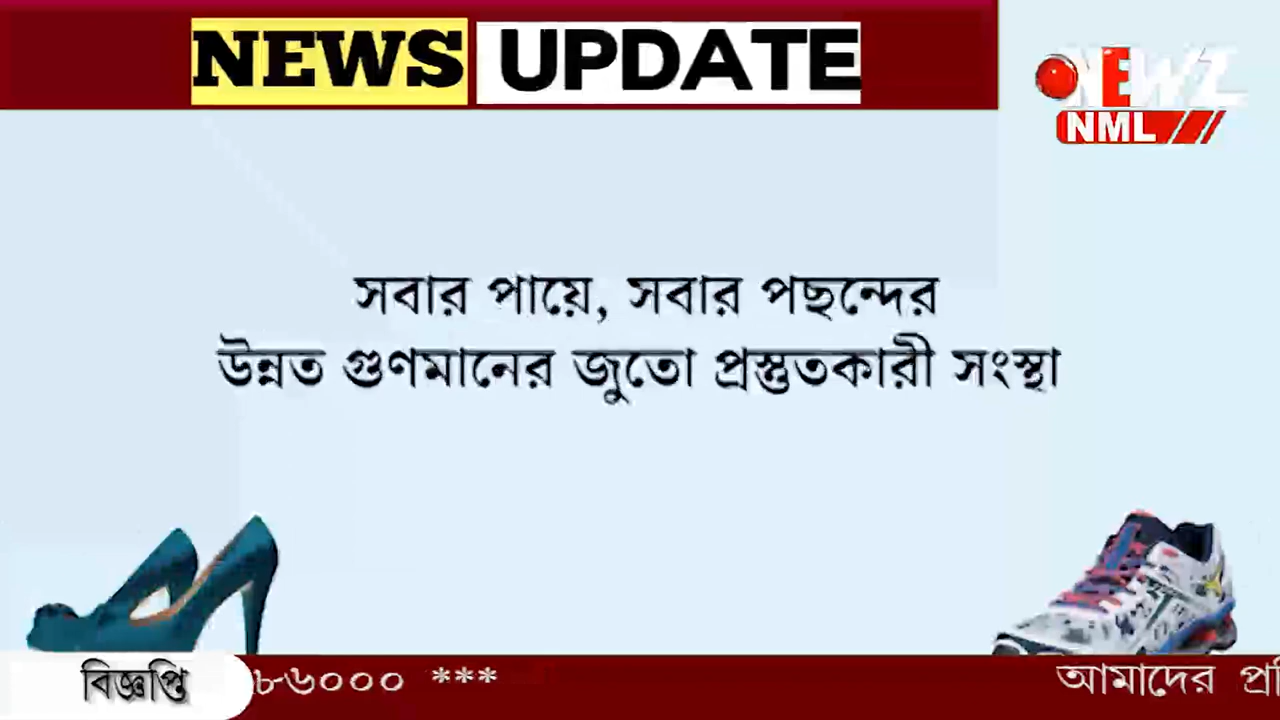 NEWS UPDATE
NEWZ
NML
সবার পায়ে, সবার পছন্দের
উন্নত গুণমানের জুতো প্রস্তুতকারী সংস্থা
বিজ্ঞপ্তি ৮৬০০০ *** আমাদের